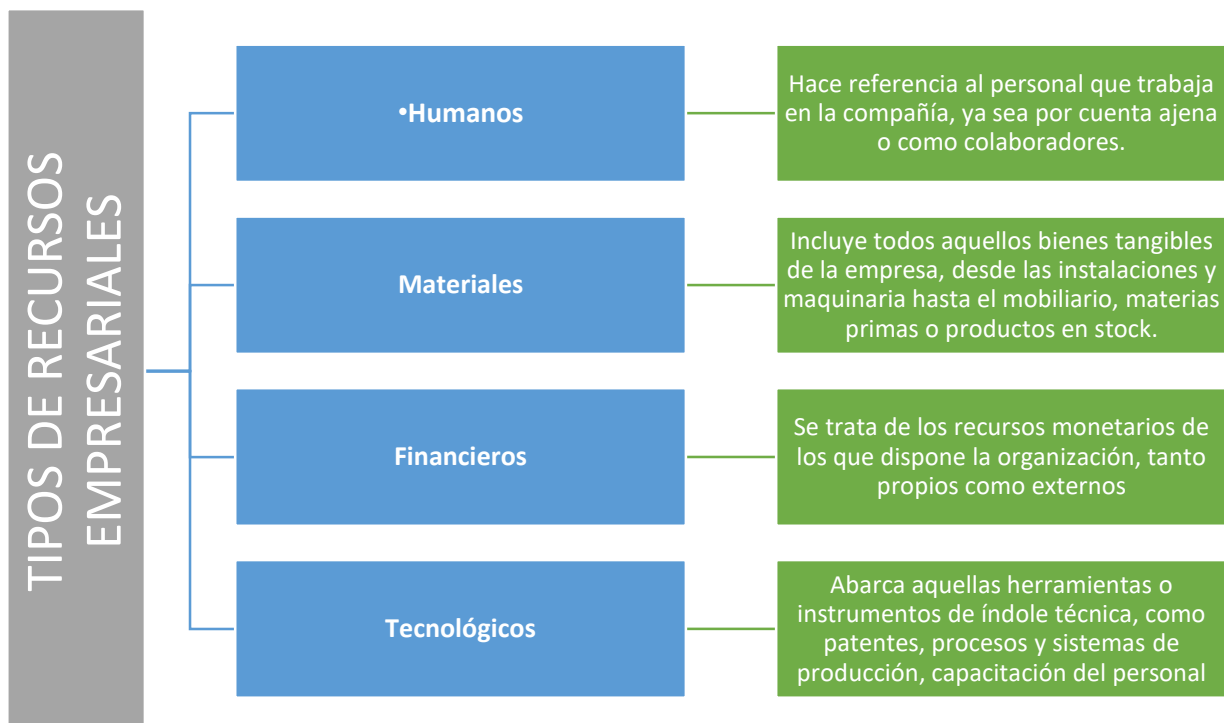 TIPOS DE RECURSOS
EMPRESARIALES
•Humanos
Hace referencia al personal que trabaja
en la compañía, ya sea por cuenta ajena
o como colaboradores.
Materiales
Incluye todos aquellos bienes tangibles
de la empresa, desde las instalaciones y
maquinaria hasta el mobiliario, materias
primas o productos en stock.
Financieros
Se trata de los recursos monetarios de
los que dispone la organización, tanto
propios como externos
Tecnológicos
Abarca aquellas herramientas o
instrumentos de índole técnica, como
patentes, procesos y sistemas de
producción, capacitación del personal